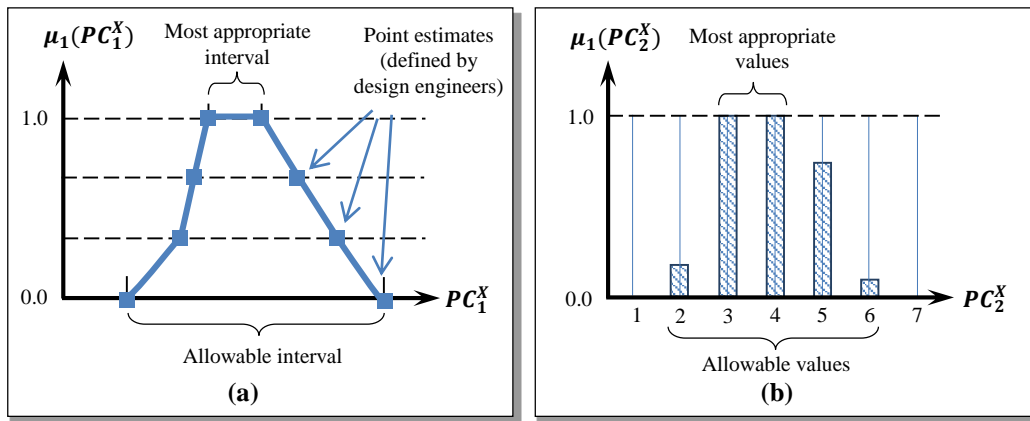 μ₁(PC₁ˣ)
Most appropriate
interval
Point estimates
(defined by
design engineers)
1.0
0.0
PC₁ˣ
Allowable interval
(a)
μ₁(PC₂ˣ)
Most appropriate
values
1.0
0.0
1 2 3 4 5 6 7
PC₂ˣ
Allowable values
(b)